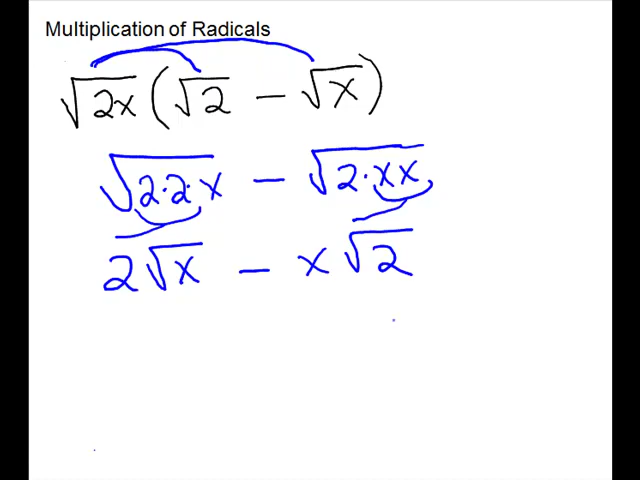 Multiplication of Radicals
√2x (√2 − √x)
√2·2·x − √2·xx
2√x − x√2